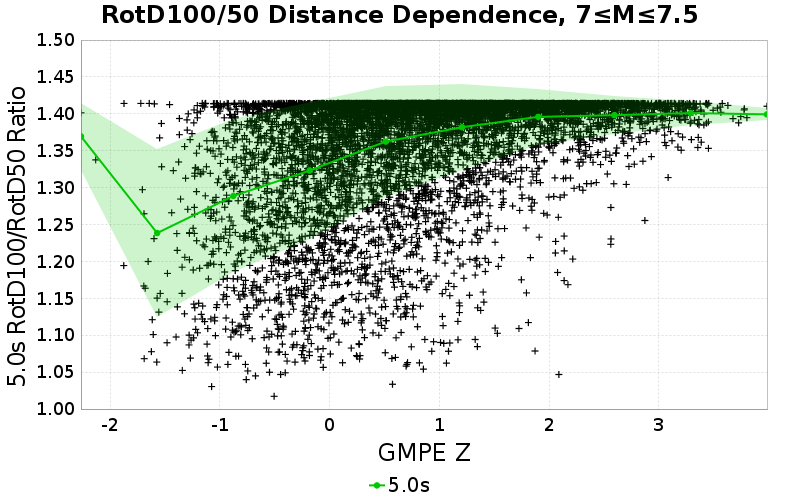 RotD100/50 Distance Dependence, 7≤M≤7.5
5.0s RotD100/RotD50 Ratio
1.50
1.45
1.40
1.35
1.30
1.25
1.20
1.15
1.10
1.05
1.00
-2 -1 0 1 2 3
GMPE Z
5.0s